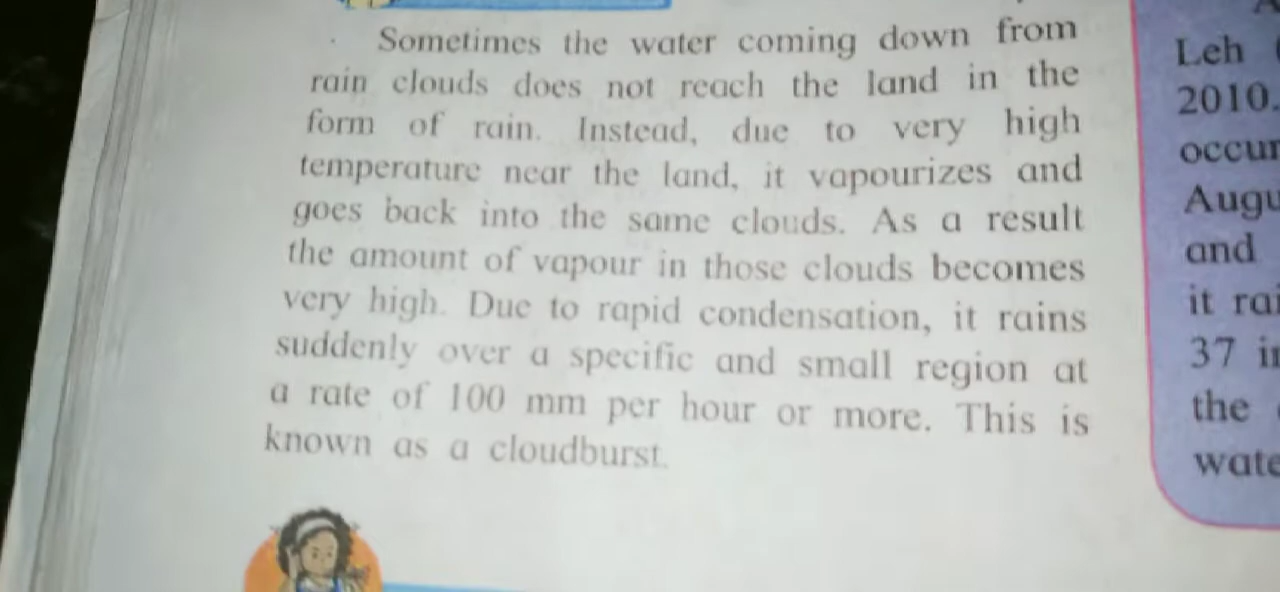 Sometimes the water coming down from
rain clouds does not reach the land in the
form of rain. Instead, due to very high
temperature near the land, it vapourizes and
goes back into the same clouds. As a result
the amount of vapour in those clouds becomes
very high. Due to rapid condensation, it rains
suddenly over a specific and small region at
a rate of 100 mm per hour or more. This is
known as a cloudburst.
Leh
2010.
occur
Augu
and
it rai
37 in
the
wate